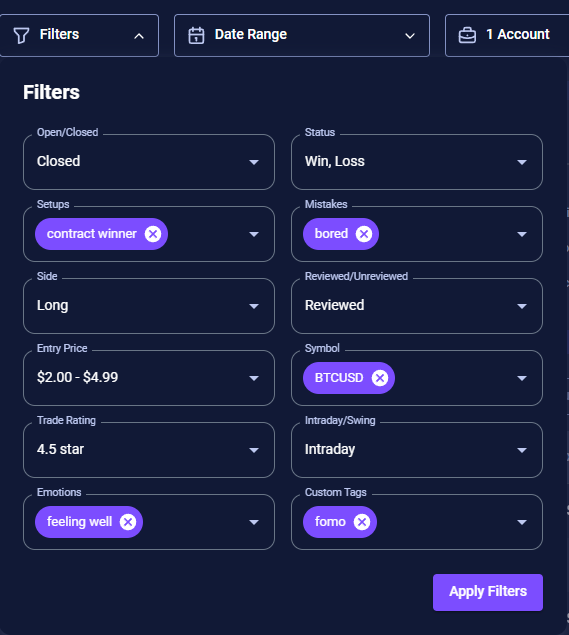 Filters
Date Range
1 Account
Filters
Open/Closed
Status
Closed
Win, Loss
Setups
Mistakes
contract winner
bored
Side
Reviewed/Unreviewed
Long
Reviewed
Entry Price
Symbol
$2.00 - $4.99
BTCUSD
Trade Rating
Intraday/Swing
4.5 star
Intraday
Emotions
Custom Tags
feeling well
fomo
Apply Filters